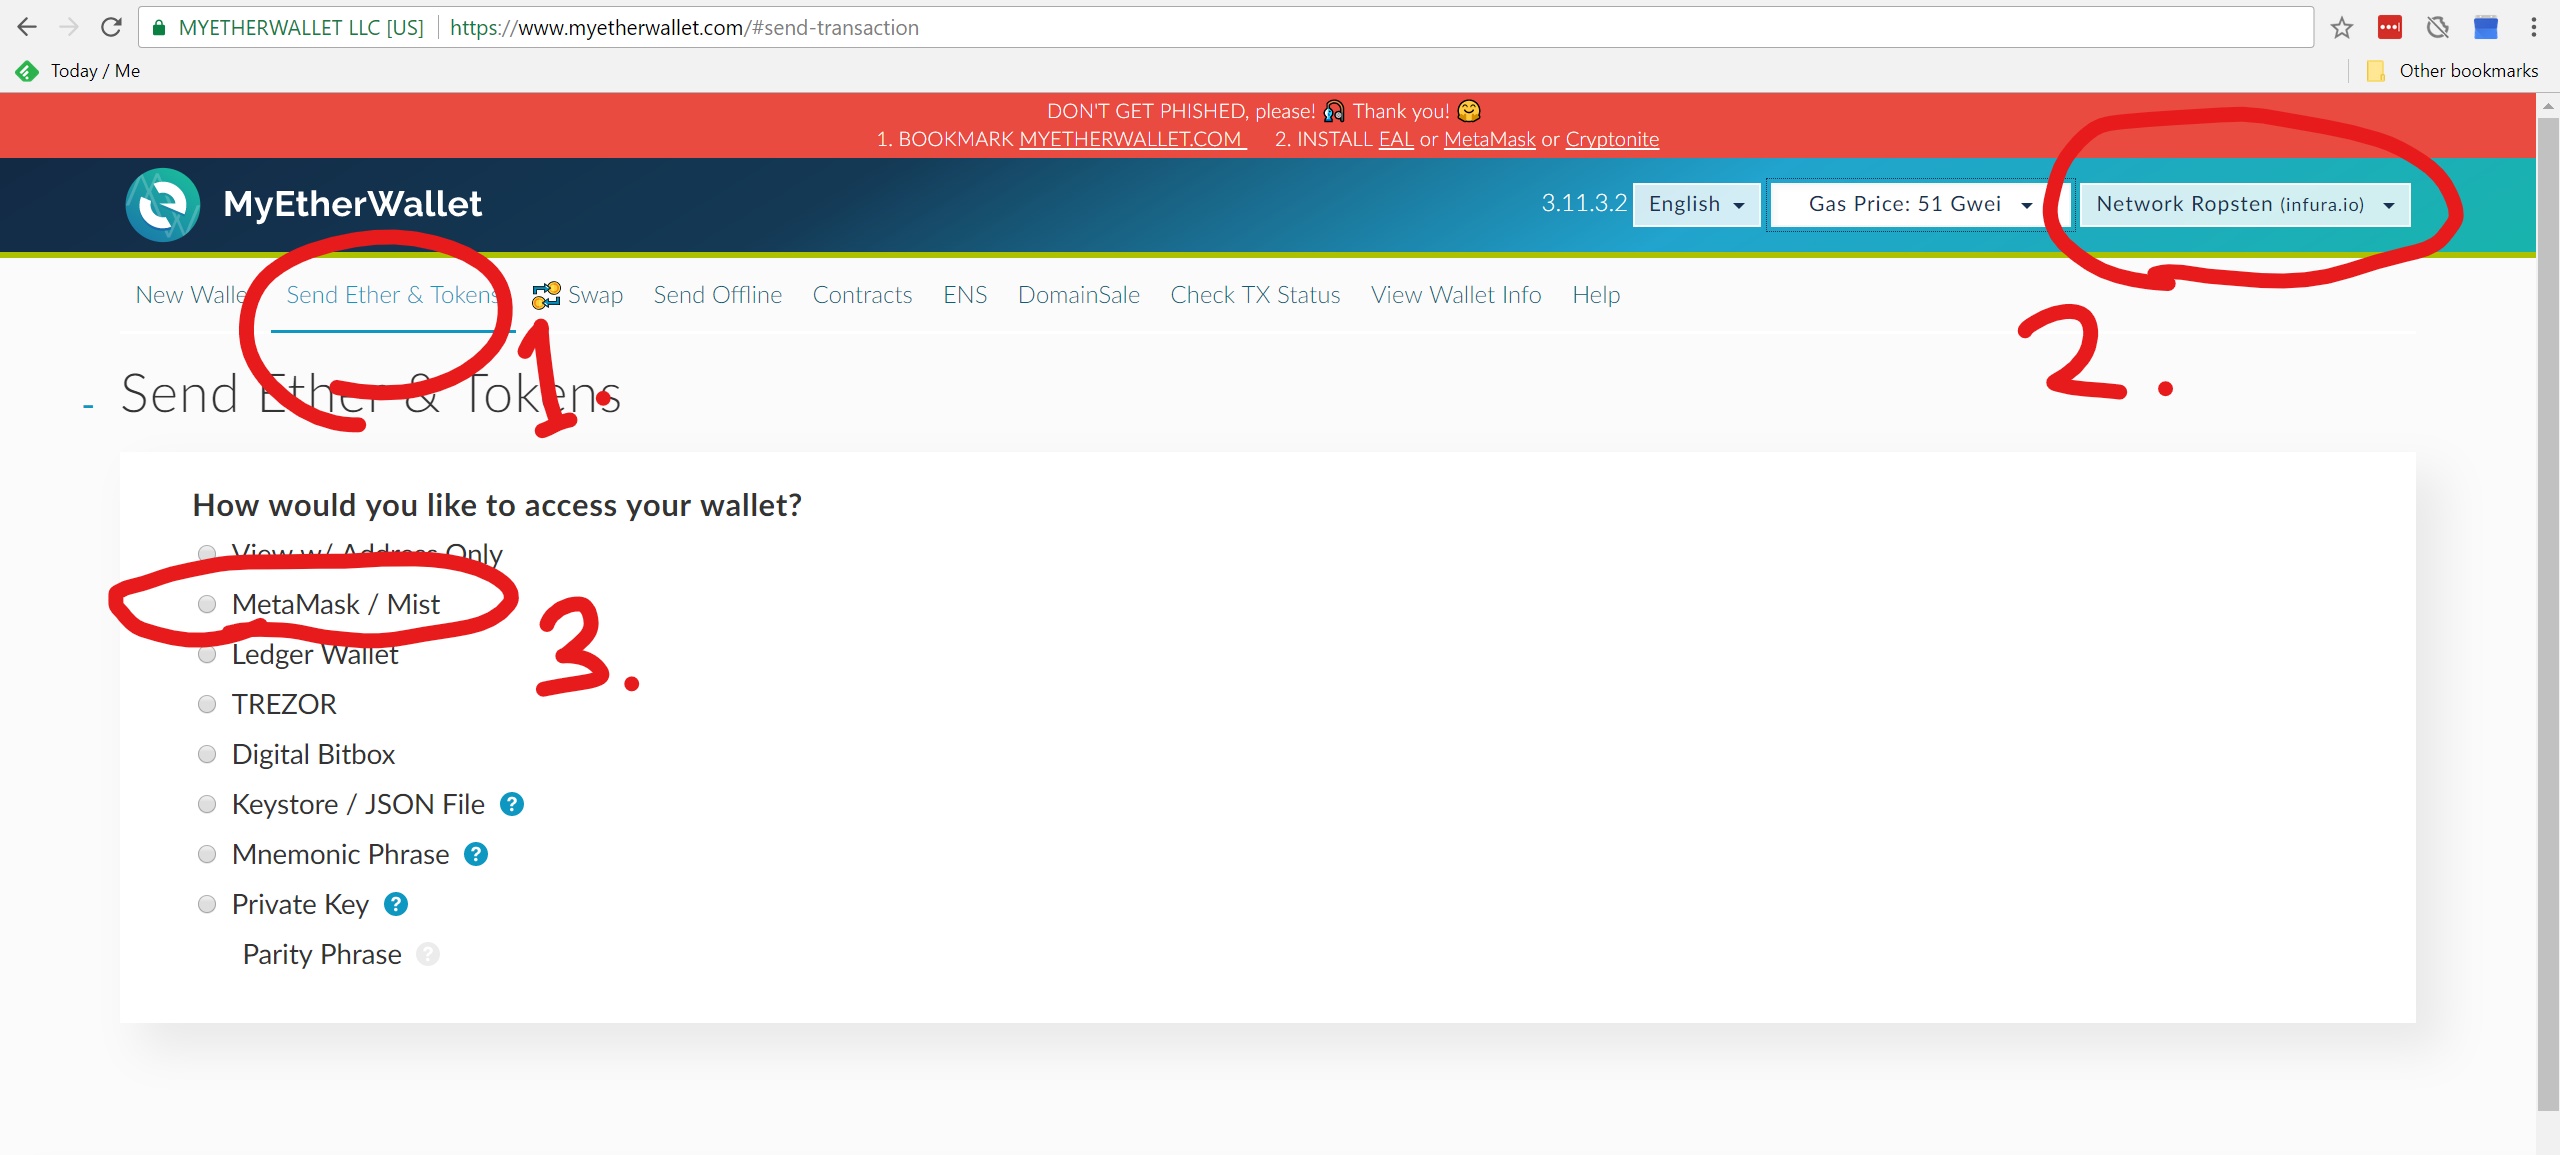 MYETHERWALLET LLC [US] https://www.myetherwallet.com/#send-transaction
Today / Me Other bookmarks
DON'T GET PHISHED, please! Thank you!
1. BOOKMARK MYETHERWALLET.COM 2. INSTALL EAL or MetaMask or Cryptonite
MyEtherWallet 3.11.3.2 English Gas Price: 51 Gwei Network Ropsten (infura.io)
New Wallet Send Ether & Tokens Swap Send Offline Contracts ENS DomainSale Check TX Status View Wallet Info Help
1. 2.
- Send Ether & Tokens
How would you like to access your wallet?
View w/ Address Only
MetaMask / Mist
3.
Ledger Wallet
TREZOR
Digital Bitbox
Keystore / JSON File ?
Mnemonic Phrase ?
Private Key ?
Parity Phrase ?